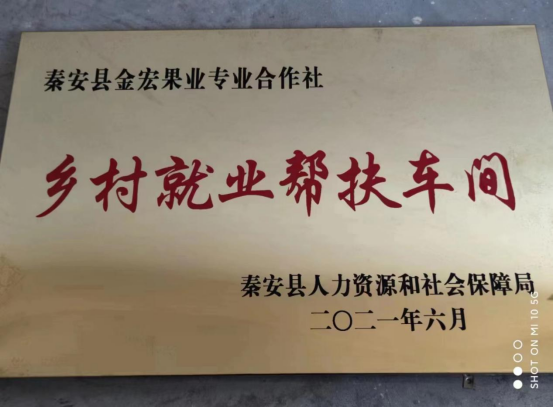 秦安县金宏果业专业合作社
乡村就业帮扶车间
秦安县人力资源和社会保障局
二〇二一年六月
SHOT ON MI 10 5G